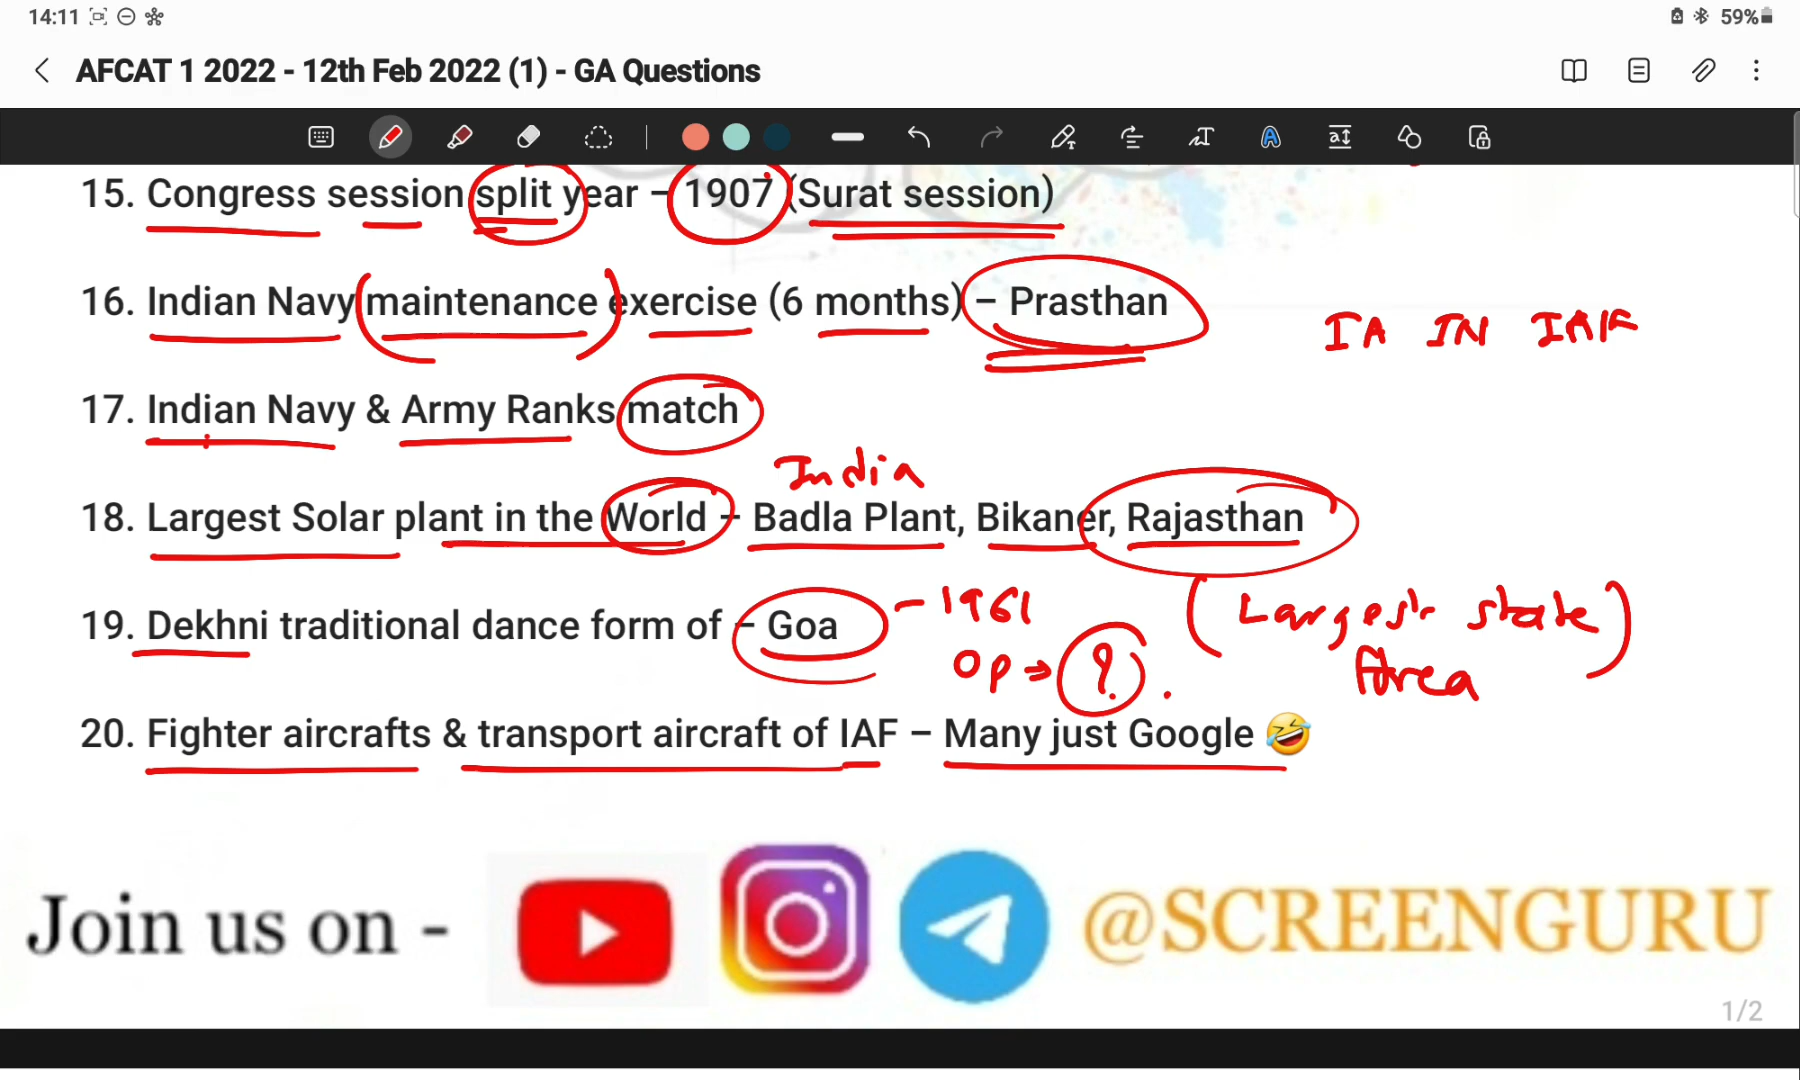 14:11 59%
AFCAT 1 2022 - 12th Feb 2022 (1) - GA Questions
15. Congress session split year – 1907 (Surat session)
16. Indian Navy (maintenance) exercise (6 months) – Prasthan
IA IN IAF
17. Indian Navy & Army Ranks match
India
18. Largest Solar plant in the World – Badla Plant, Bikaner, Rajasthan
(Largest state)
Area
19. Dekhni traditional dance form of – Goa – 1961
Op → ?.
20. Fighter aircrafts & transport aircraft of IAF – Many just Google 🤣
Join us on - @SCREENGURU
1/2